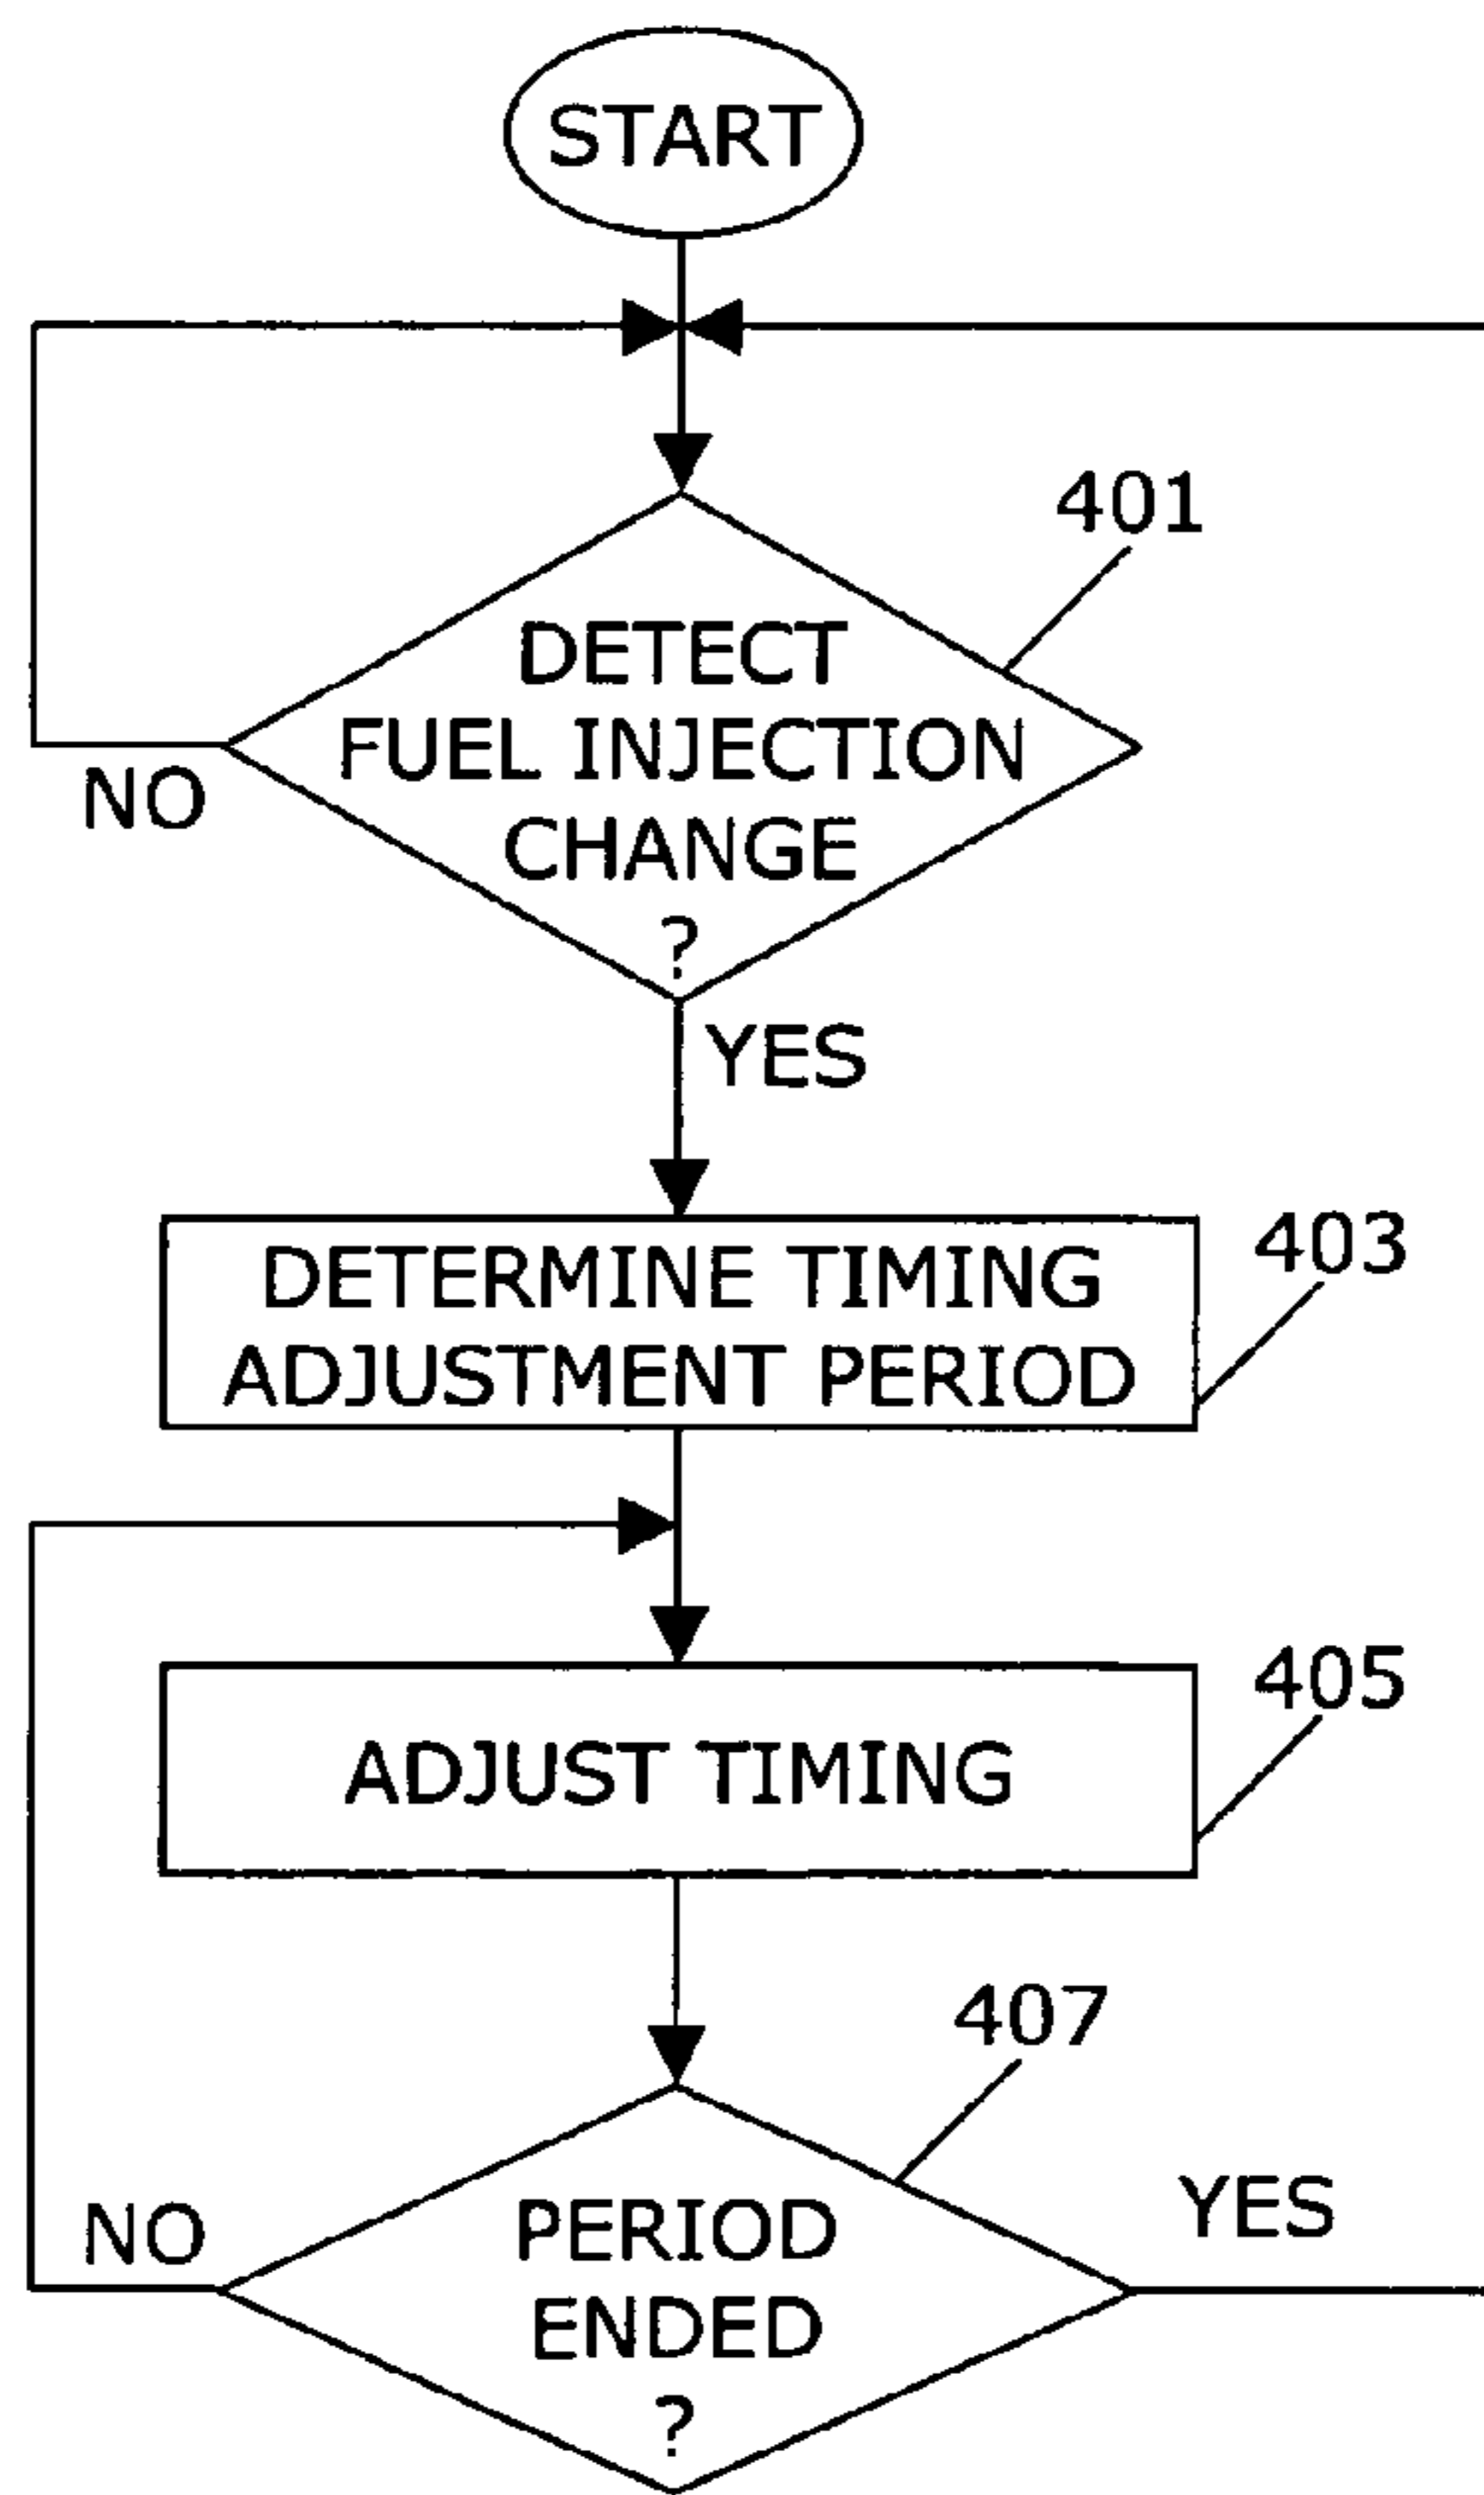 START
401
DETECT
FUEL INJECTION
CHANGE
?
NO
YES
DETERMINE TIMING
ADJUSTMENT PERIOD
403
ADJUST TIMING
405
407
PERIOD
ENDED
?
NO
YES